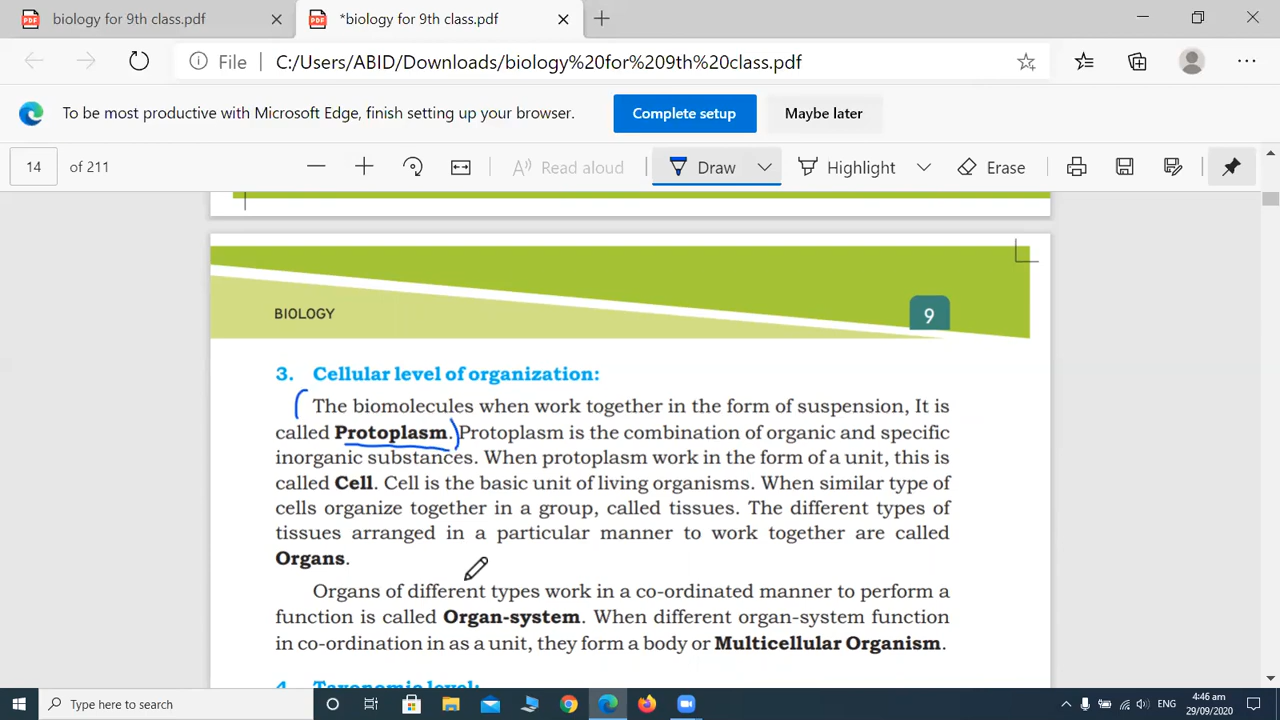 biology for 9th class.pdf
*biology for 9th class.pdf
File
C:/Users/ABID/Downloads/biology%20for%209th%20class.pdf
To be most productive with Microsoft Edge, finish setting up your browser.
Complete setup
Maybe later
14 of 211
Read aloud
Draw
Highlight
Erase
BIOLOGY
9
3. Cellular level of organization:
The biomolecules when work together in the form of suspension, It is
called Protoplasm. Protoplasm is the combination of organic and specific
inorganic substances. When protoplasm work in the form of a unit, this is
called Cell. Cell is the basic unit of living organisms. When similar type of
cells organize together in a group, called tissues. The different types of
tissues arranged in a particular manner to work together are called
Organs.
Organs of different types work in a co-ordinated manner to perform a
function is called Organ-system. When different organ-system function
in co-ordination in as a unit, they form a body or Multicellular Organism.
4. Taxonomic level:
Type here to search
ENG
4:46 am
29/09/2020